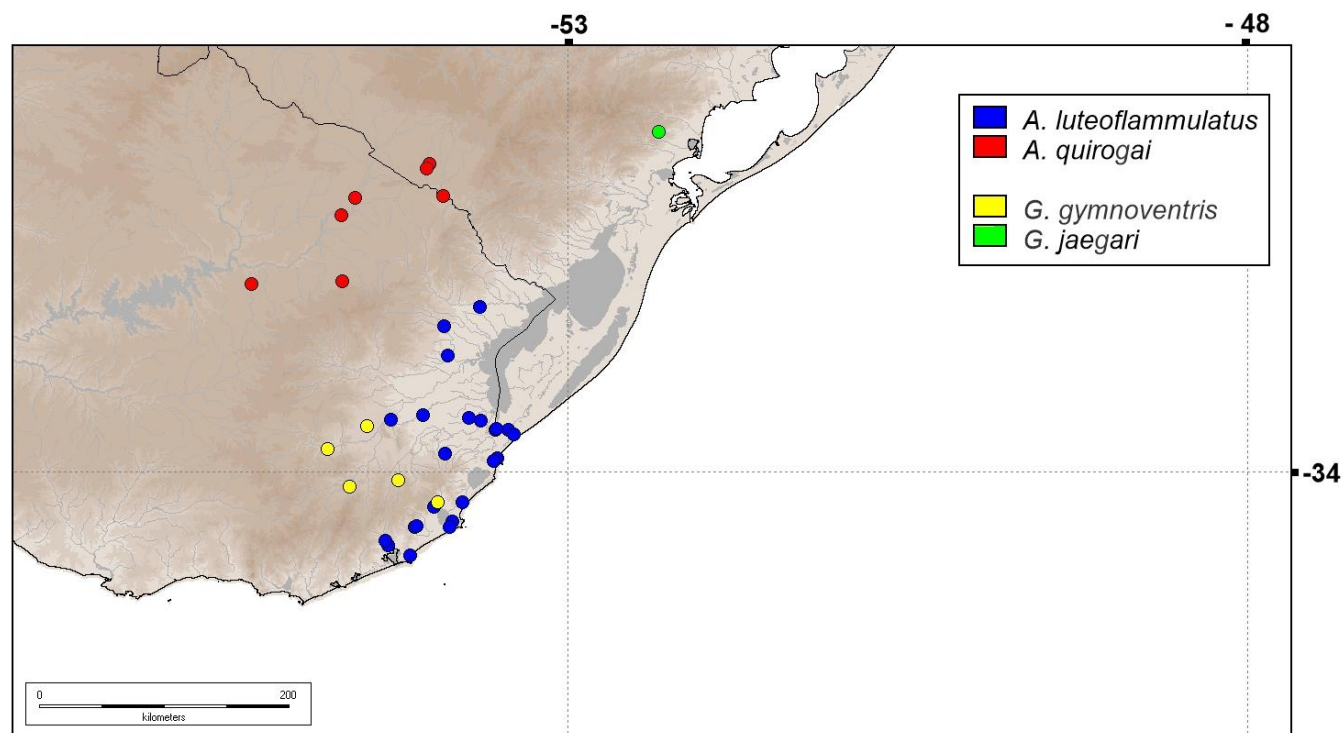 -53
- 48
A. luteoflammulatus
A. quirogai
G. gymnoventris
G. jaegari
-34
0 200
kilometers